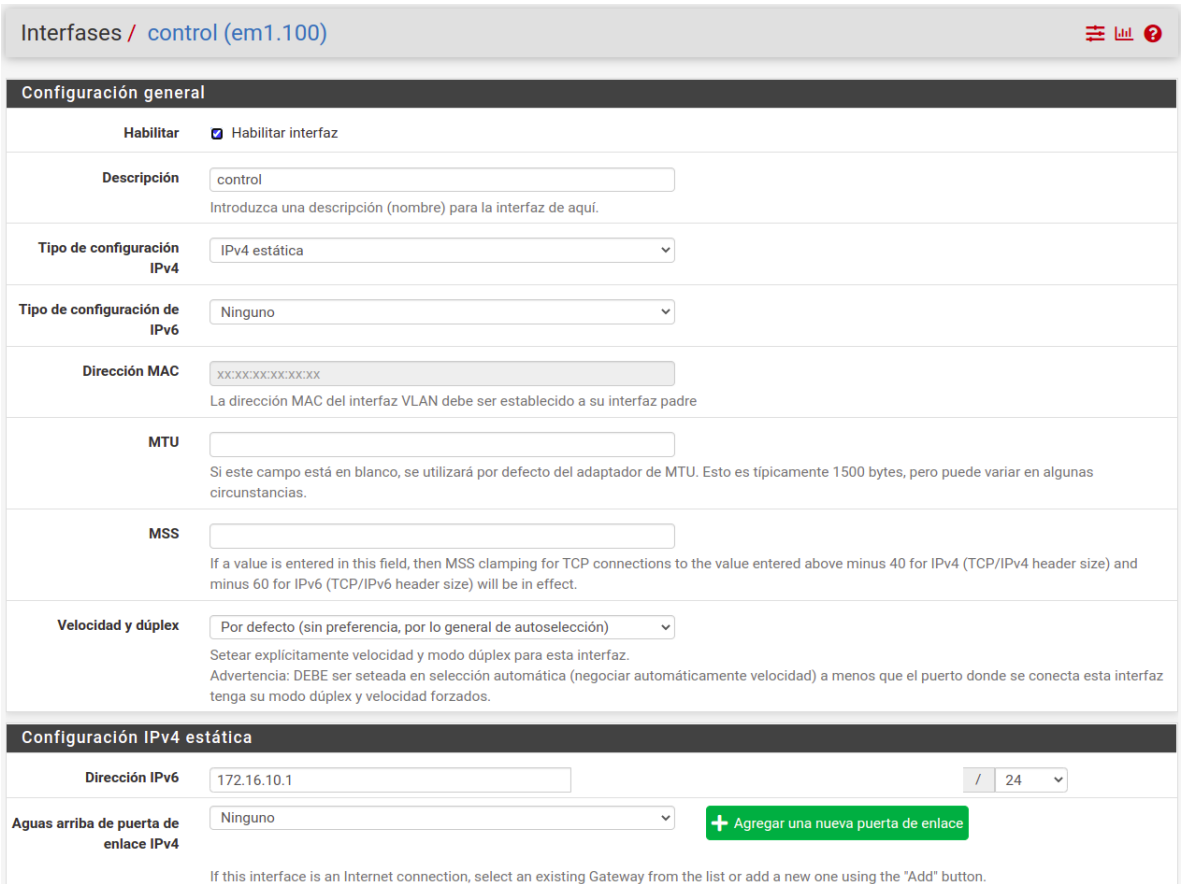 Interfases / control (em1.100)
Configuración general
Habilitar
Habilitar interfaz
Descripción
control
Introduzca una descripción (nombre) para la interfaz de aquí.
Tipo de configuración
IPv4
IPv4 estática
Tipo de configuración de
IPv6
Ninguno
Dirección MAC
xx:xx:xx:xx:xx:xx
La dirección MAC del interfaz VLAN debe ser establecido a su interfaz padre
MTU
Si este campo está en blanco, se utilizará por defecto del adaptador de MTU. Esto es típicamente 1500 bytes, pero puede variar en algunas
circunstancias.
MSS
If a value is entered in this field, then MSS clamping for TCP connections to the value entered above minus 40 for IPv4 (TCP/IPv4 header size) and
minus 60 for IPv6 (TCP/IPv6 header size) will be in effect.
Velocidad y dúplex
Por defecto (sin preferencia, por lo general de autoselección)
Setear explícitamente velocidad y modo dúplex para esta interfaz.
Advertencia: DEBE ser seteada en selección automática (negociar automáticamente velocidad) a menos que el puerto donde se conecta esta interfaz
tenga su modo dúplex y velocidad forzados.
Configuración IPv4 estática
Dirección IPv6
172.16.10.1
/ 24
Aguas arriba de puerta de
enlace IPv4
Ninguno
Agregar una nueva puerta de enlace
If this interface is an Internet connection, select an existing Gateway from the list or add a new one using the "Add" button.